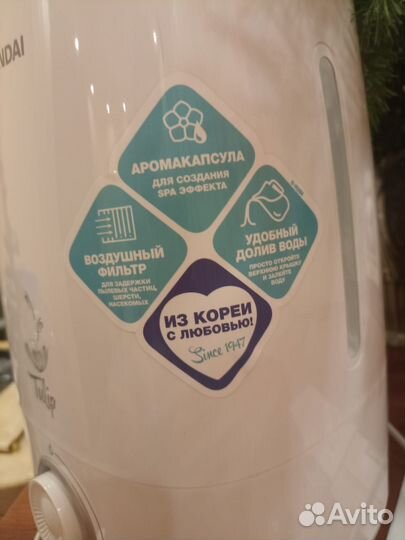 NDAI
АРОМАКАПСУЛА
ДЛЯ СОЗДАНИЯ
SPA ЭФФЕКТА
ВОЗДУШНЫЙ
ФИЛЬТР
ДЛЯ ЗАДЕРЖКИ
ПЫЛЕВЫХ ЧАСТИЦ,
ШЕРСТИ,
НАСЕКОМЫХ
УДОБНЫЙ
ДОЛИВ ВОДЫ
ПРОСТО ОТКРОЙТЕ
ВЕРХНЮЮ КРЫШКУ
И ЗАЛЕЙТЕ
ВОДУ
ИЗ КОРЕИ
С ЛЮБОВЬЮ!
Since 1947
Tulip
Avito